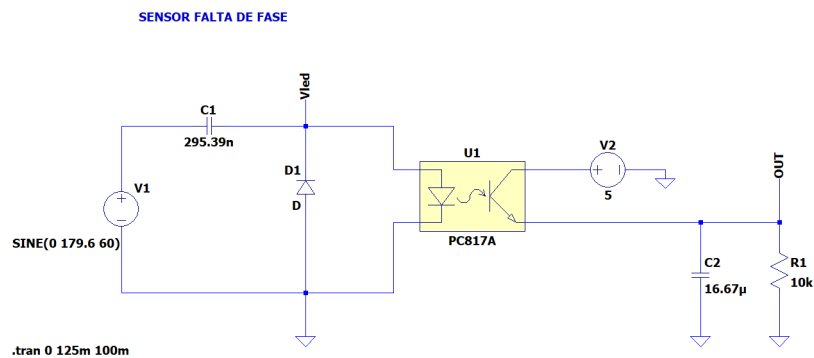 SENSOR FALTA DE FASE
Vled
C1
295.39n
V1
SINE(0 179.6 60)
D1
D
U1
PC817A
V2
5
OUT
C2
16.67µ
R1
10k
.tran 0 125m 100m